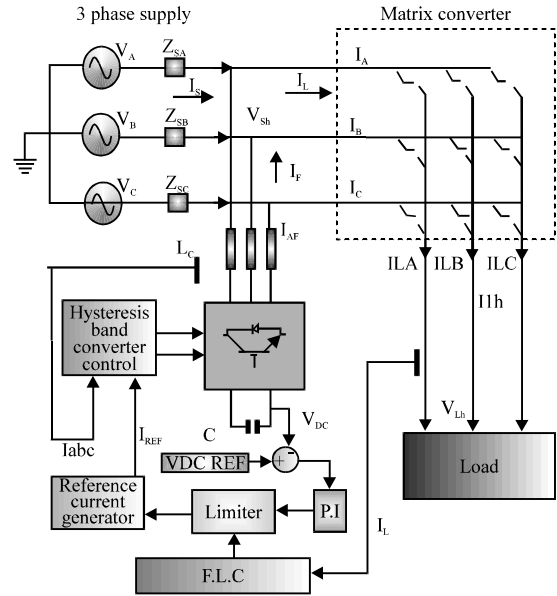 3 phase supply
Matrix converter
VA
ZSA
IS
IL
IA
VB
ZSB
VSh
IB
IF
VC
ZSC
IC
IAF
LC
ILA
ILB
ILC
I1h
Hysteresis
band
converter
control
Iabc
IREF
C
VDC
VLh
VDC REF
+
-
Load
Reference
current
generator
Limiter
P.I
IL
F.L.C